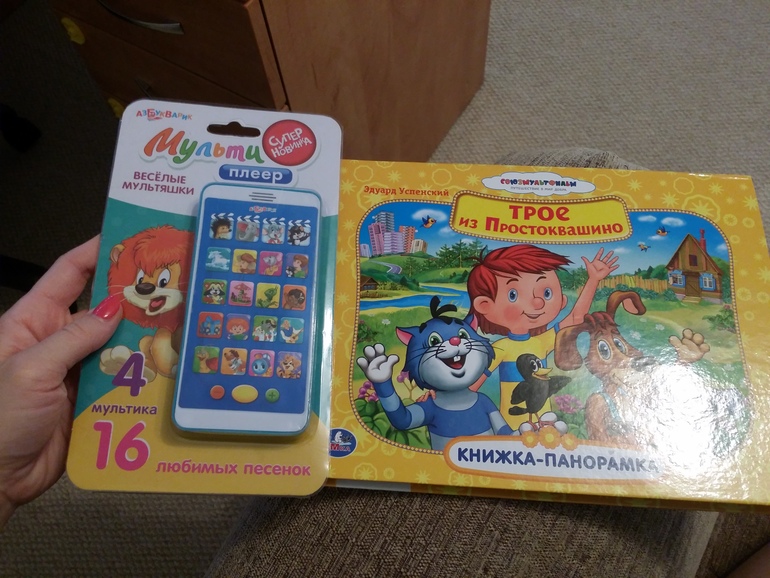 АЗБУКВАРИК
Мульти
плеер
СУПЕР
НОВИНКА
ВЕСЁЛЫЕ
МУЛЬТЯШКИ
4
мультика
16
любимых песенок
СОЮЗМУЛЬТФИЛЬМ
Эдуард Успенский
ТРОЕ
ИЗ ПРОСТОКВАШИНО
КНИЖКА-ПАНОРАМКА